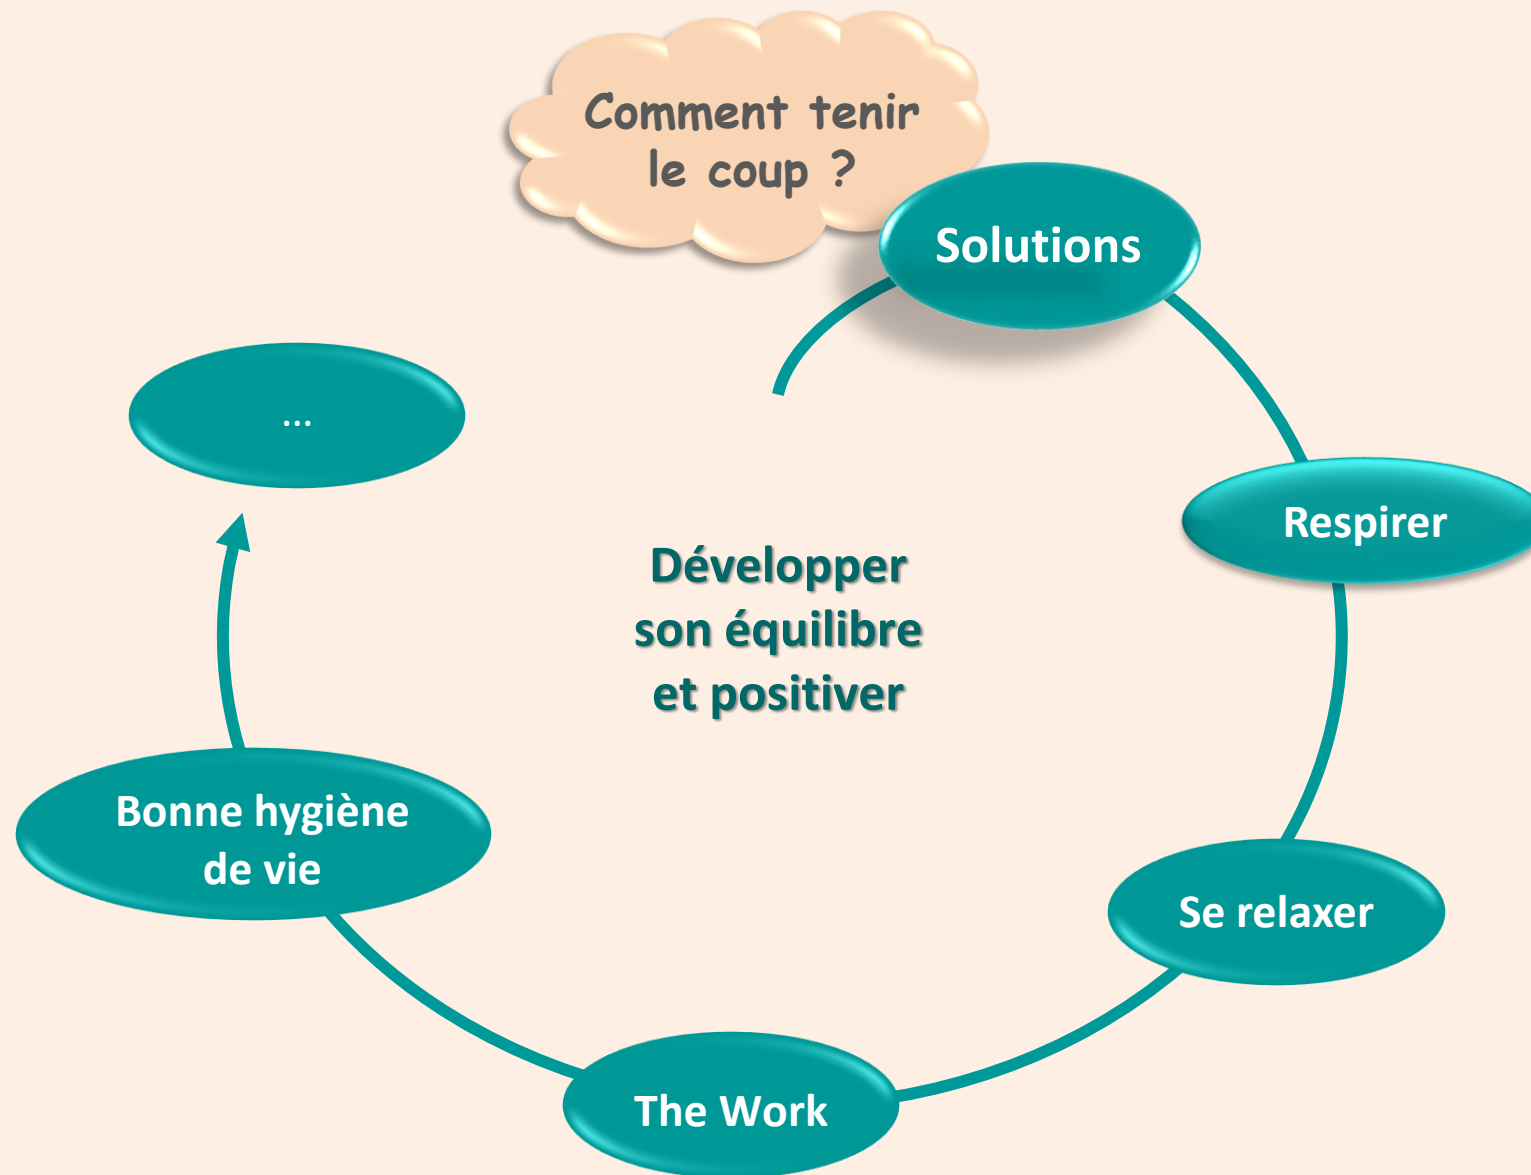 Comment tenir
le coup ?
Solutions
Respirer
Se relaxer
The Work
Bonne hygiène
de vie
...
Développer
son équilibre
et positiver